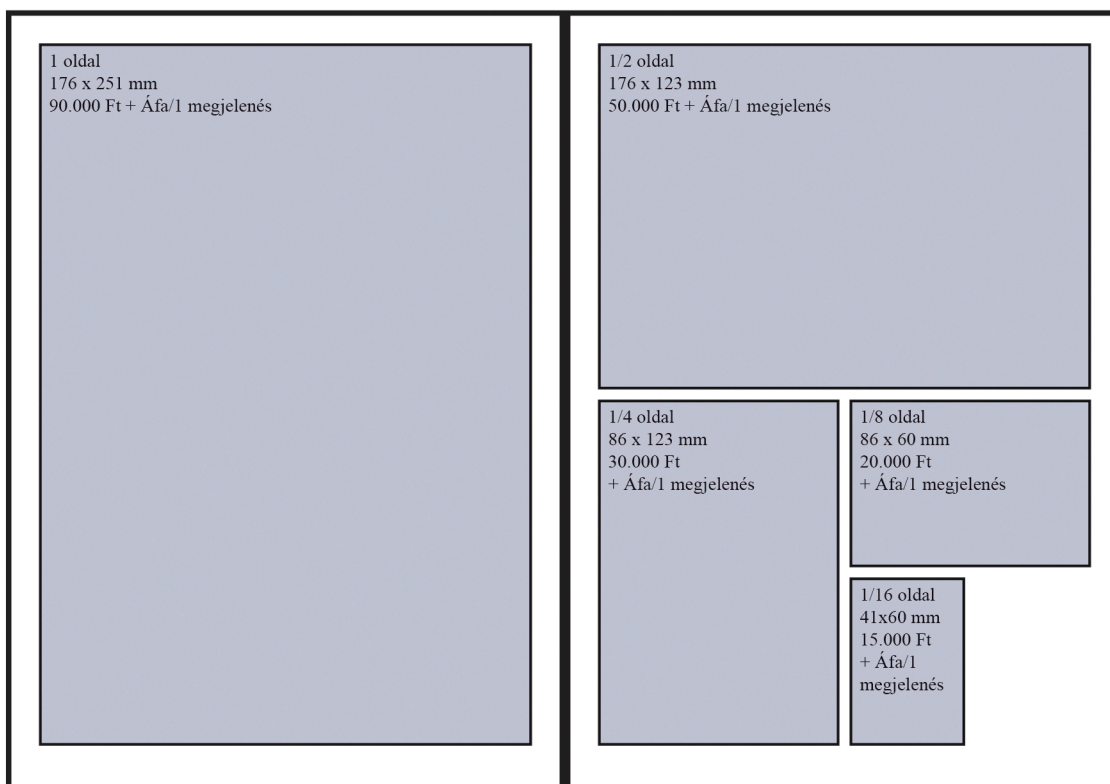 1 oldal
176 x 251 mm
90.000 Ft + Áfa/1 megjelenés
1/2 oldal
176 x 123 mm
50.000 Ft + Áfa/1 megjelenés
1/4 oldal
86 x 123 mm
30.000 Ft
+ Áfa/1 megjelenés
1/8 oldal
86 x 60 mm
20.000 Ft
+ Áfa/1 megjelenés
1/16 oldal
41x60 mm
15.000 Ft
+ Áfa/1
megjelenés